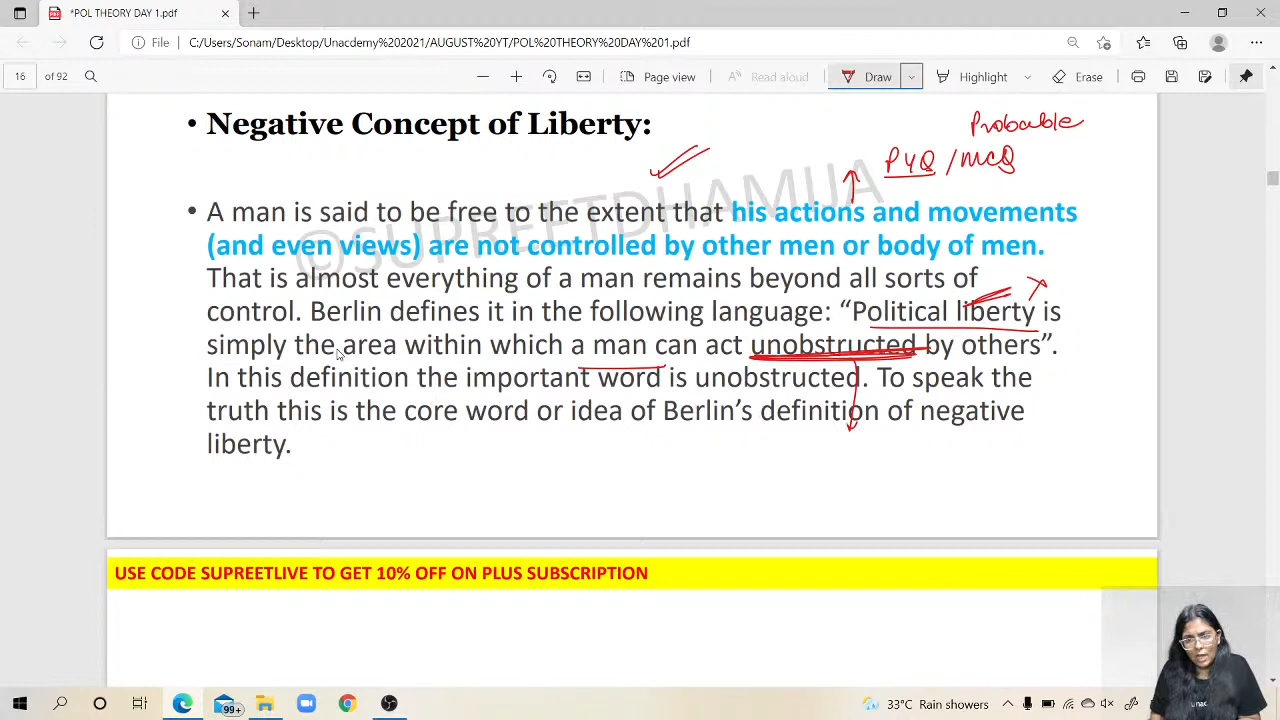 *POL THEORY DAY 1.pdf
File
C:/Users/Sonam/Desktop/Unacdemy%202021/AUGUST%20YT/POL%20THEORY%20DAY%201.pdf
16 of 92
Page view
Read aloud
Draw
Highlight
Erase
• Negative Concept of Liberty:
Probable
PYQ /MCQ
©SUPREETDHAMIJA
• A man is said to be free to the extent that his actions and movements
(and even views) are not controlled by other men or body of men.
That is almost everything of a man remains beyond all sorts of
control. Berlin defines it in the following language: “Political liberty is
simply the area within which a man can act unobstructed by others”.
In this definition the important word is unobstructed. To speak the
truth this is the core word or idea of Berlin’s definition of negative
liberty.
USE CODE SUPREETLIVE TO GET 10% OFF ON PLUS SUBSCRIPTION
99+
33°C Rain showers